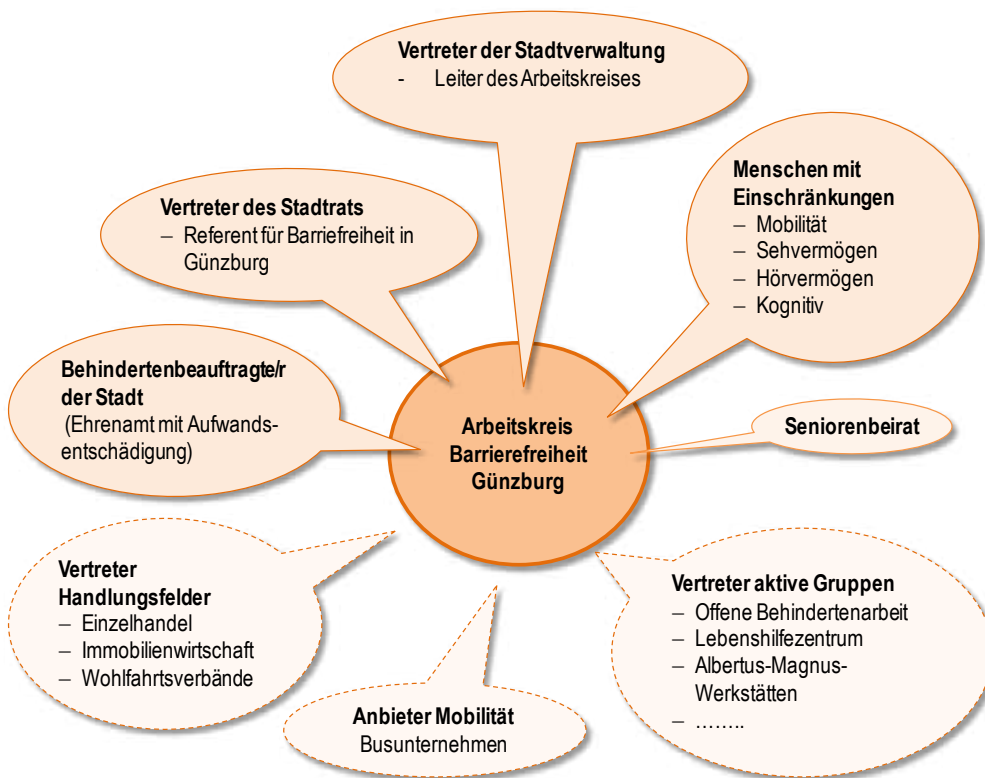 Vertreter der Stadtverwaltung
- Leiter des Arbeitskreises
Menschen mit
Einschränkungen
– Mobilität
– Sehvermögen
– Hörvermögen
– Kognitiv
Vertreter des Stadtrats
– Referent für Barriefreiheit in
Günzburg
Behindertenbeauftragte/r
der Stadt
(Ehrenamt mit Aufwands-
entschädigung)
Arbeitskreis
Barrierefreiheit
Günzburg
Seniorenbeirat
Vertreter
Handlungsfelder
– Einzelhandel
– Immobilienwirtschaft
– Wohlfahrtsverbände
Anbieter Mobilität
Busunternehmen
Vertreter aktive Gruppen
– Offene Behindertenarbeit
– Lebenshilfezentrum
– Albertus-Magnus-
Werkstätten
– ……..